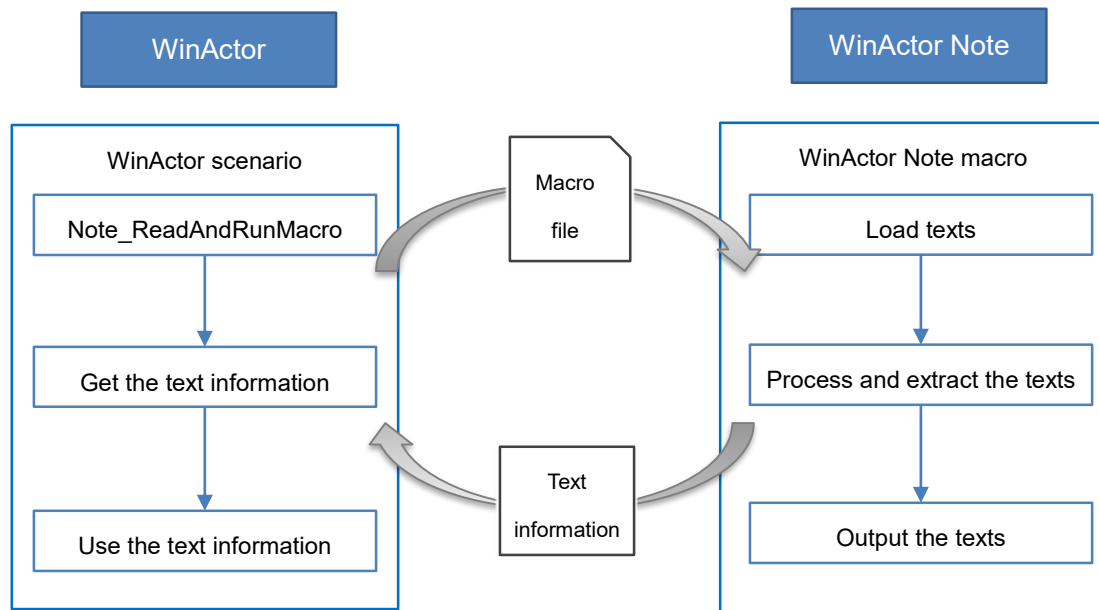 WinActor
WinActor Note
WinActor scenario
Note_ReadAndRunMacro
Get the text information
Use the text information
Macro
file
Text
information
WinActor Note macro
Load texts
Process and extract the texts
Output the texts